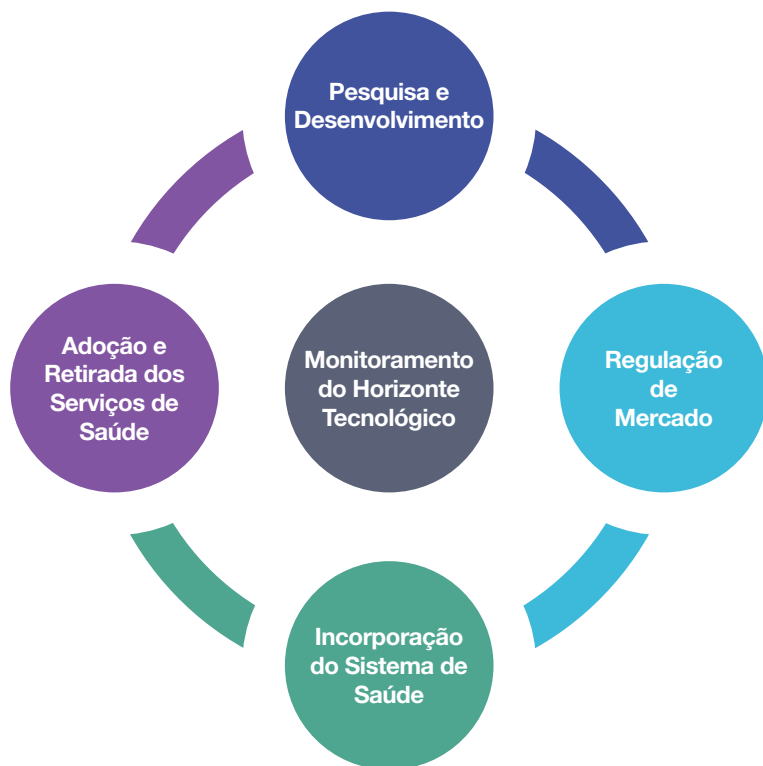 Pesquisa e
Desenvolvimento
Adoção e
Retirada dos
Serviços de
Saúde
Monitoramento
do Horizonte
Tecnológico
Regulação
de
Mercado
Incorporação
do Sistema de
Saúde